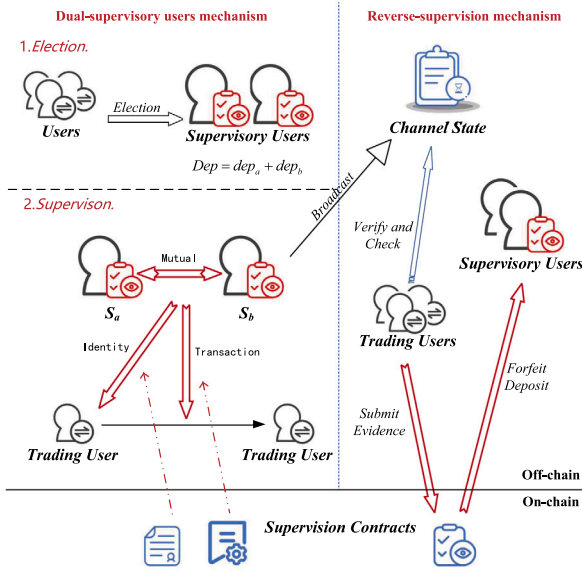 Dual-supervisory users mechanism
1.Election.
Users
Election
Supervisory Users
Dep = dep_a + dep_b
2.Supervison.
Mutual
S_a
S_b
Identity
Transaction
Trading User
Trading User
Broadcast
Reverse-supervision mechanism
Channel State
Verify and
Check
Supervisory Users
Trading Users
Submit
Evidence
Forfeit
Deposit
Off-chain
On-chain
Supervision Contracts